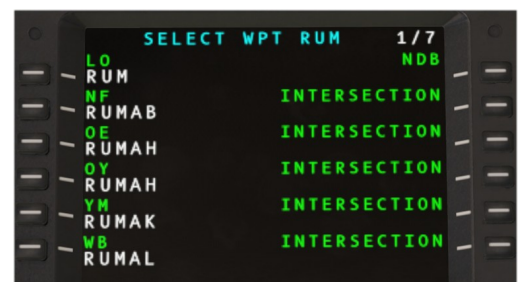 SELECT WPT RUM 1/7
LO NDB
RUM
NF INTERSECTION
RUMAB
OE INTERSECTION
RUMAH
OY INTERSECTION
RUMAH
YM INTERSECTION
RUMAK
WB INTERSECTION
RUMAL